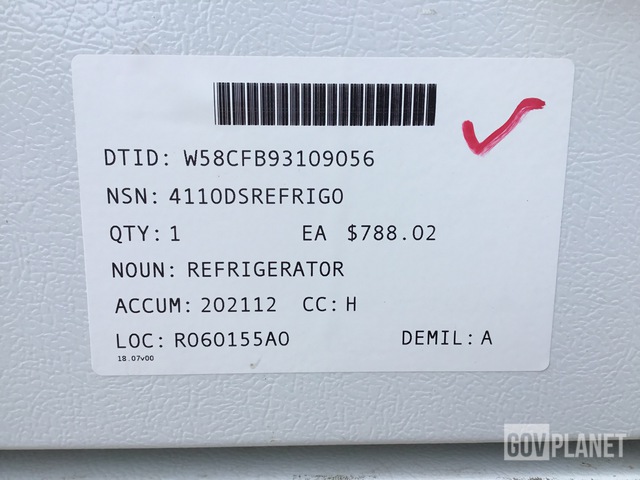 DTID: W58CFB93109056
NSN: 4110DSREFRIGO
QTY: 1 EA $788.02
NOUN: REFRIGERATOR
ACCUM: 202112 CC: H
LOC: R060155A0 DEMIL: A
18.07v00
GOVPLANET